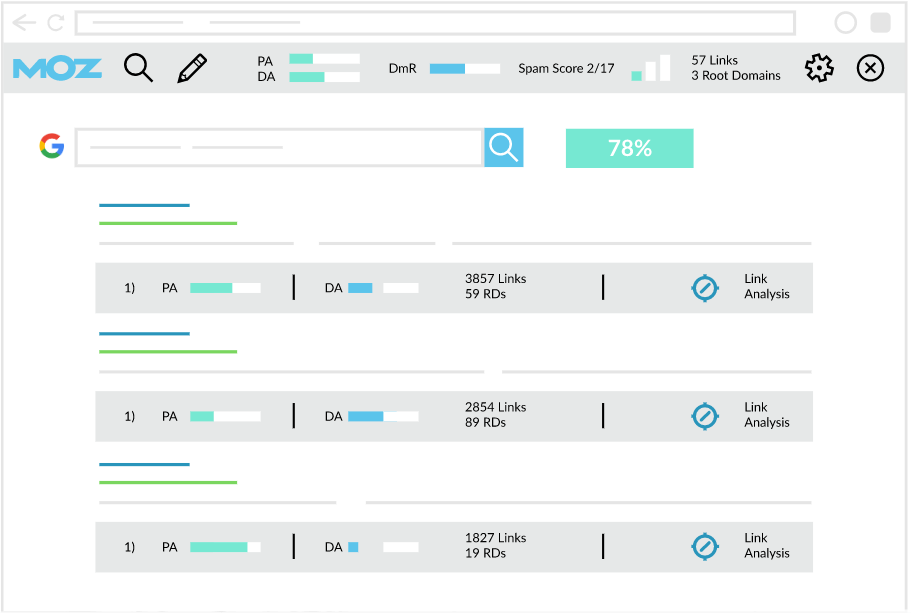 MOZ
PA
DA
DmR
Spam Score 2/17
57 Links
3 Root Domains
G
78%
1) PA DA 3857 Links
59 RDs
Link
Analysis
1) PA DA 2854 Links
89 RDs
Link
Analysis
1) PA DA 1827 Links
19 RDs
Link
Analysis